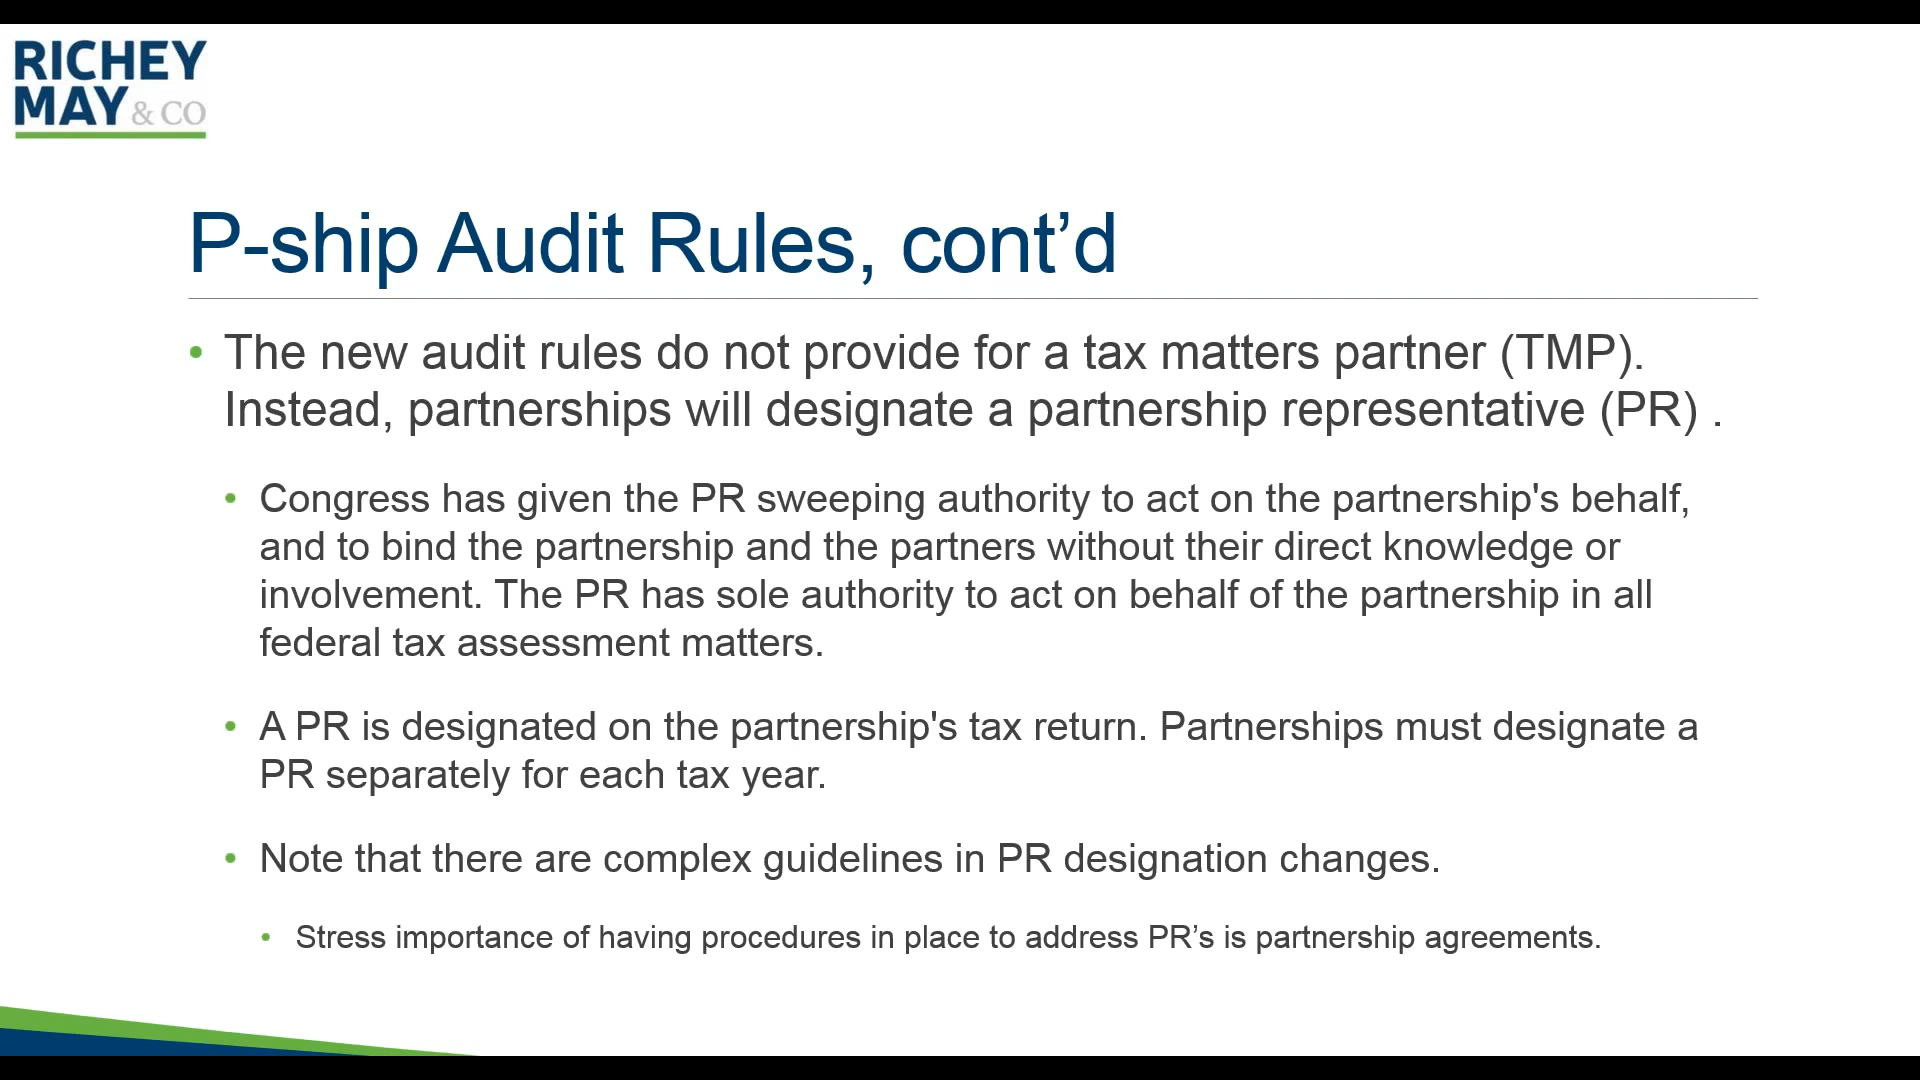 RICHEY
MAY & CO
P-ship Audit Rules, cont’d
• The new audit rules do not provide for a tax matters partner (TMP).
Instead, partnerships will designate a partnership representative (PR) .
• Congress has given the PR sweeping authority to act on the partnership's behalf,
and to bind the partnership and the partners without their direct knowledge or
involvement. The PR has sole authority to act on behalf of the partnership in all
federal tax assessment matters.
• A PR is designated on the partnership's tax return. Partnerships must designate a
PR separately for each tax year.
• Note that there are complex guidelines in PR designation changes.
• Stress importance of having procedures in place to address PR’s is partnership agreements.